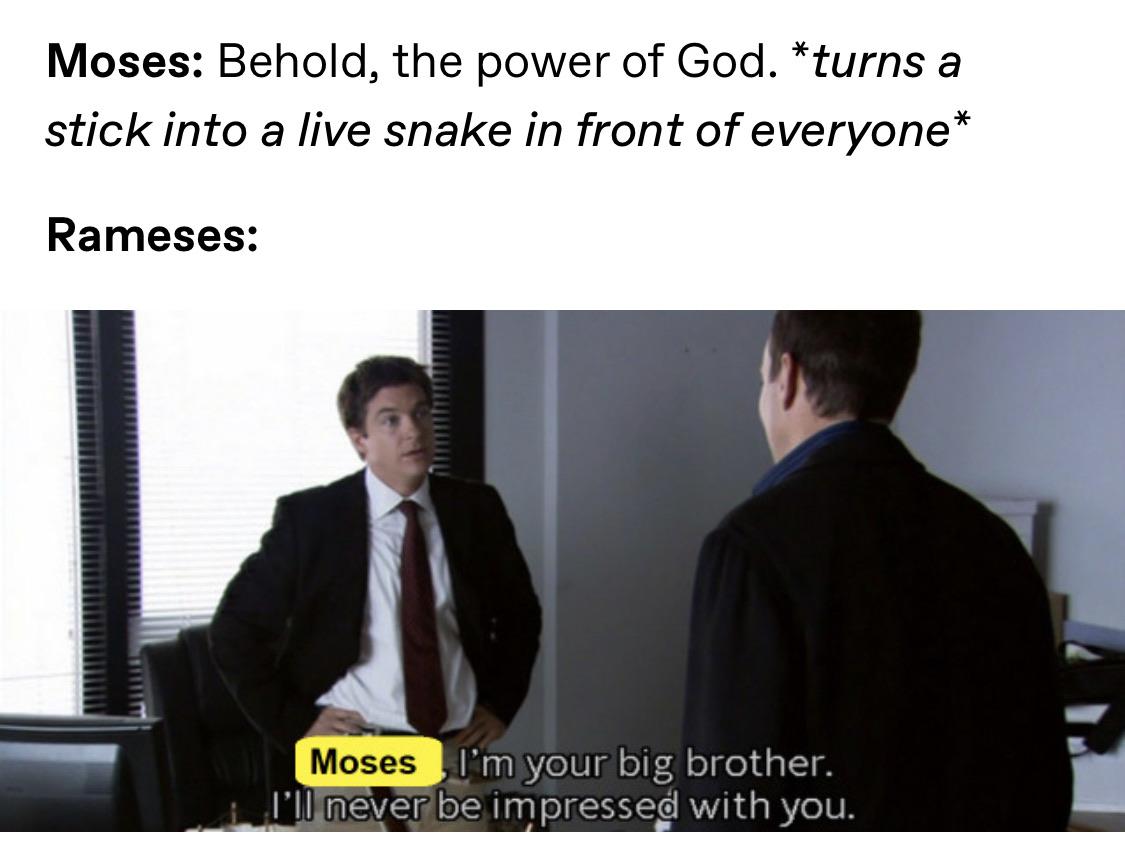 Moses: Behold, the power of God. *turns a
stick into a live snake in front of everyone*
Rameses:
Moses, I'm your big brother.
I'll never be impressed with you.